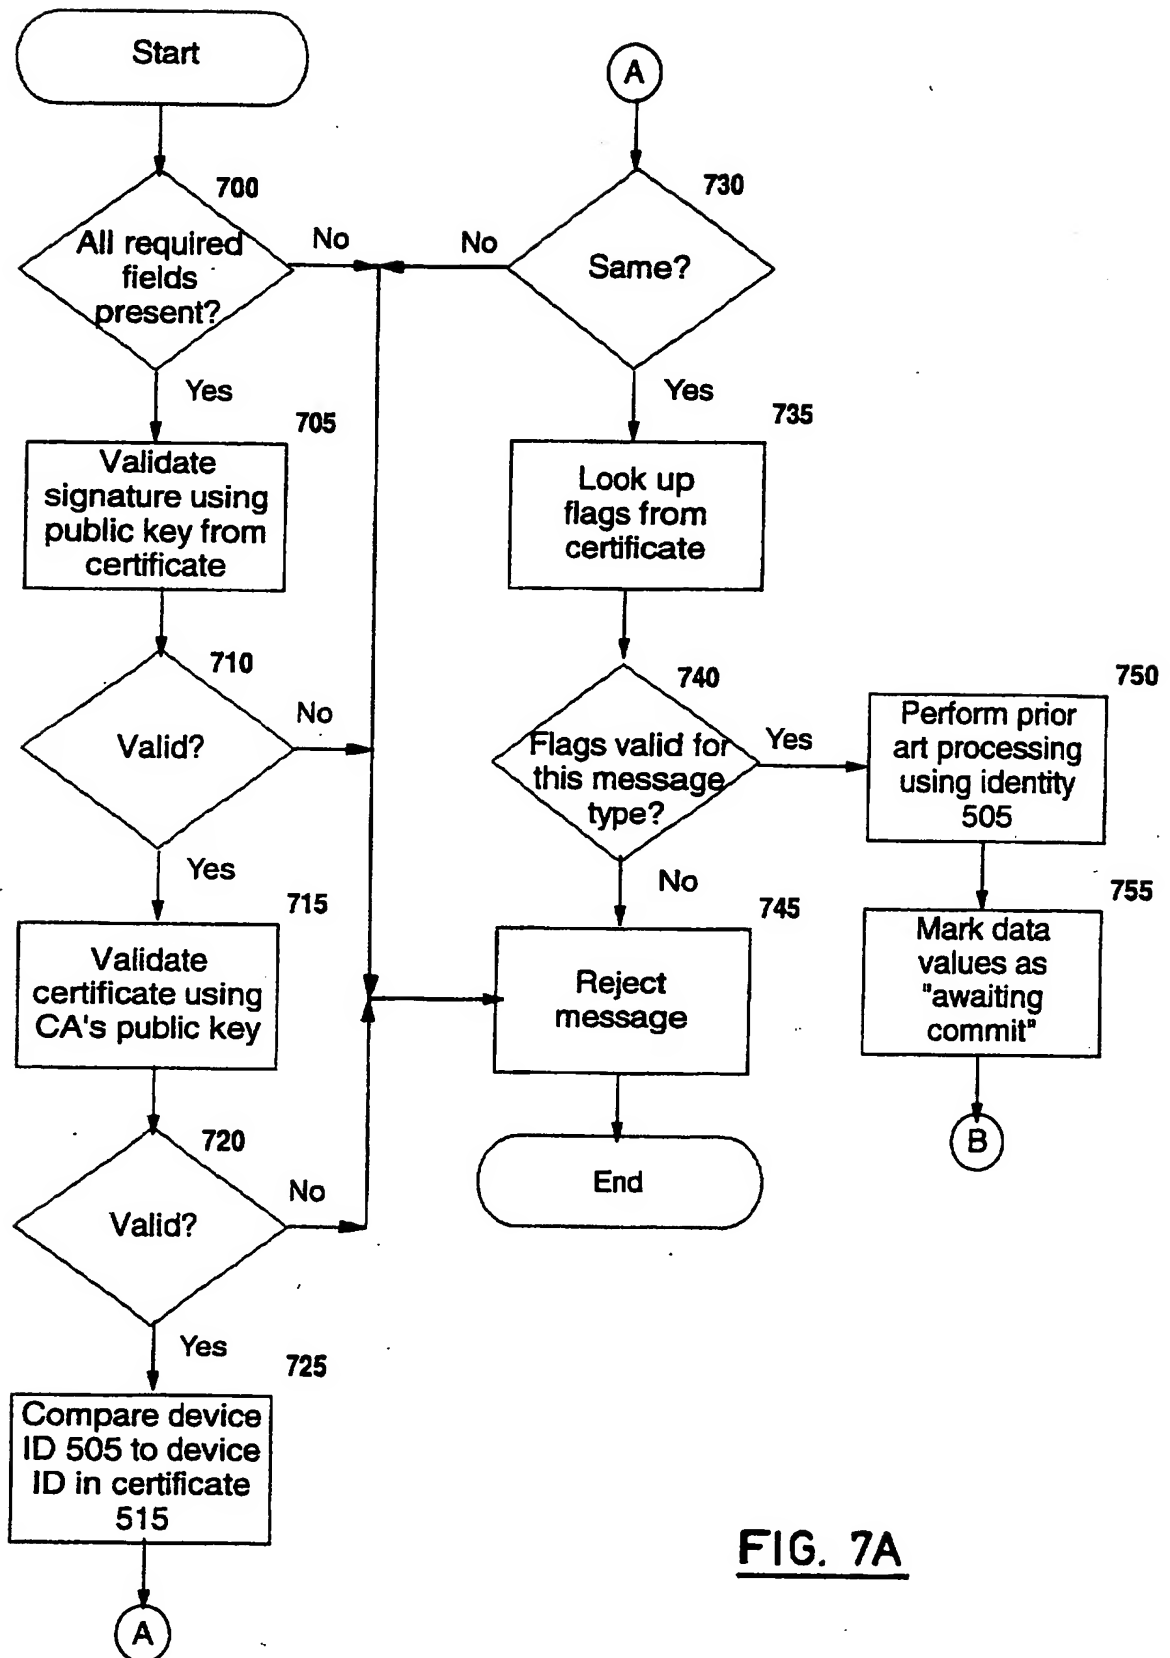 Start
700
All required
fields
present?
No
Yes
705
Validate
signature using
public key from
certificate
710
Valid?
No
Yes
715
Validate
certificate using
CA's public key
720
Valid?
No
Yes
725
Compare device
ID 505 to device
ID in certificate
515
A
A
730
Same?
No
Yes
735
Look up
flags from
certificate
740
Flags valid for
this message
type?
Yes
No
745
Reject
message
End
750
Perform prior
art processing
using identity
505
755
Mark data
values as
"awaiting
commit"
B
FIG. 7A